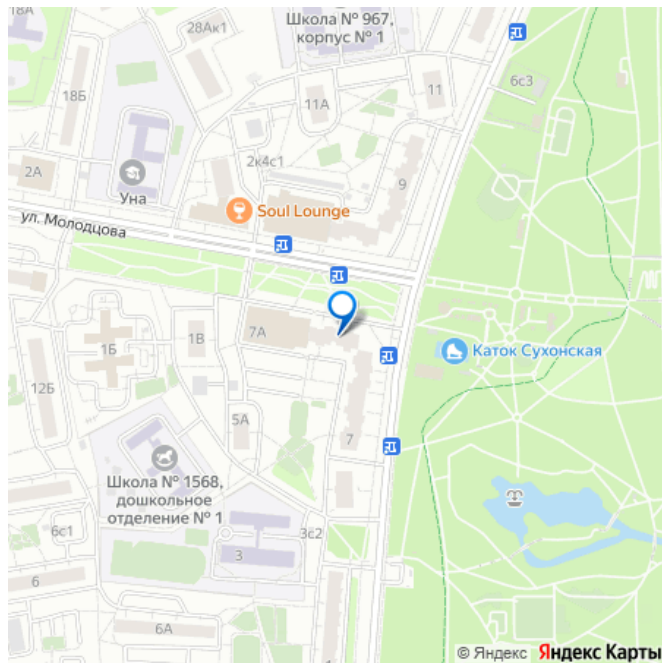 18А
28Ак1
Школа № 967,
корпус № 1
6с3
18Б
11А
11
2к4с1
2А
Уна
9
Soul Lounge
ул. Молодцова
7А
1Б
1В
Каток Сухонская
12Б
5А
7
Школа № 1568,
дошкольное
отделение № 1
6с1
3с2
3
6
6А
1
© Яндекс Яндекс Карты